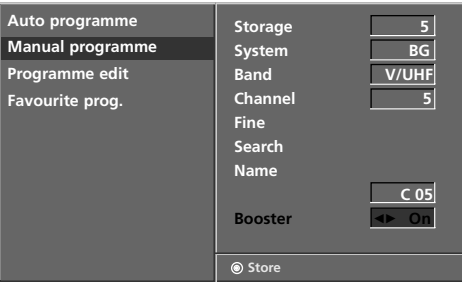 Auto programme
Manual programme
Programme edit
Favourite prog.
Storage 5
System BG
Band V/UHF
Channel 5
Fine
Search
Name
C 05
Booster ◀▶ On
Store